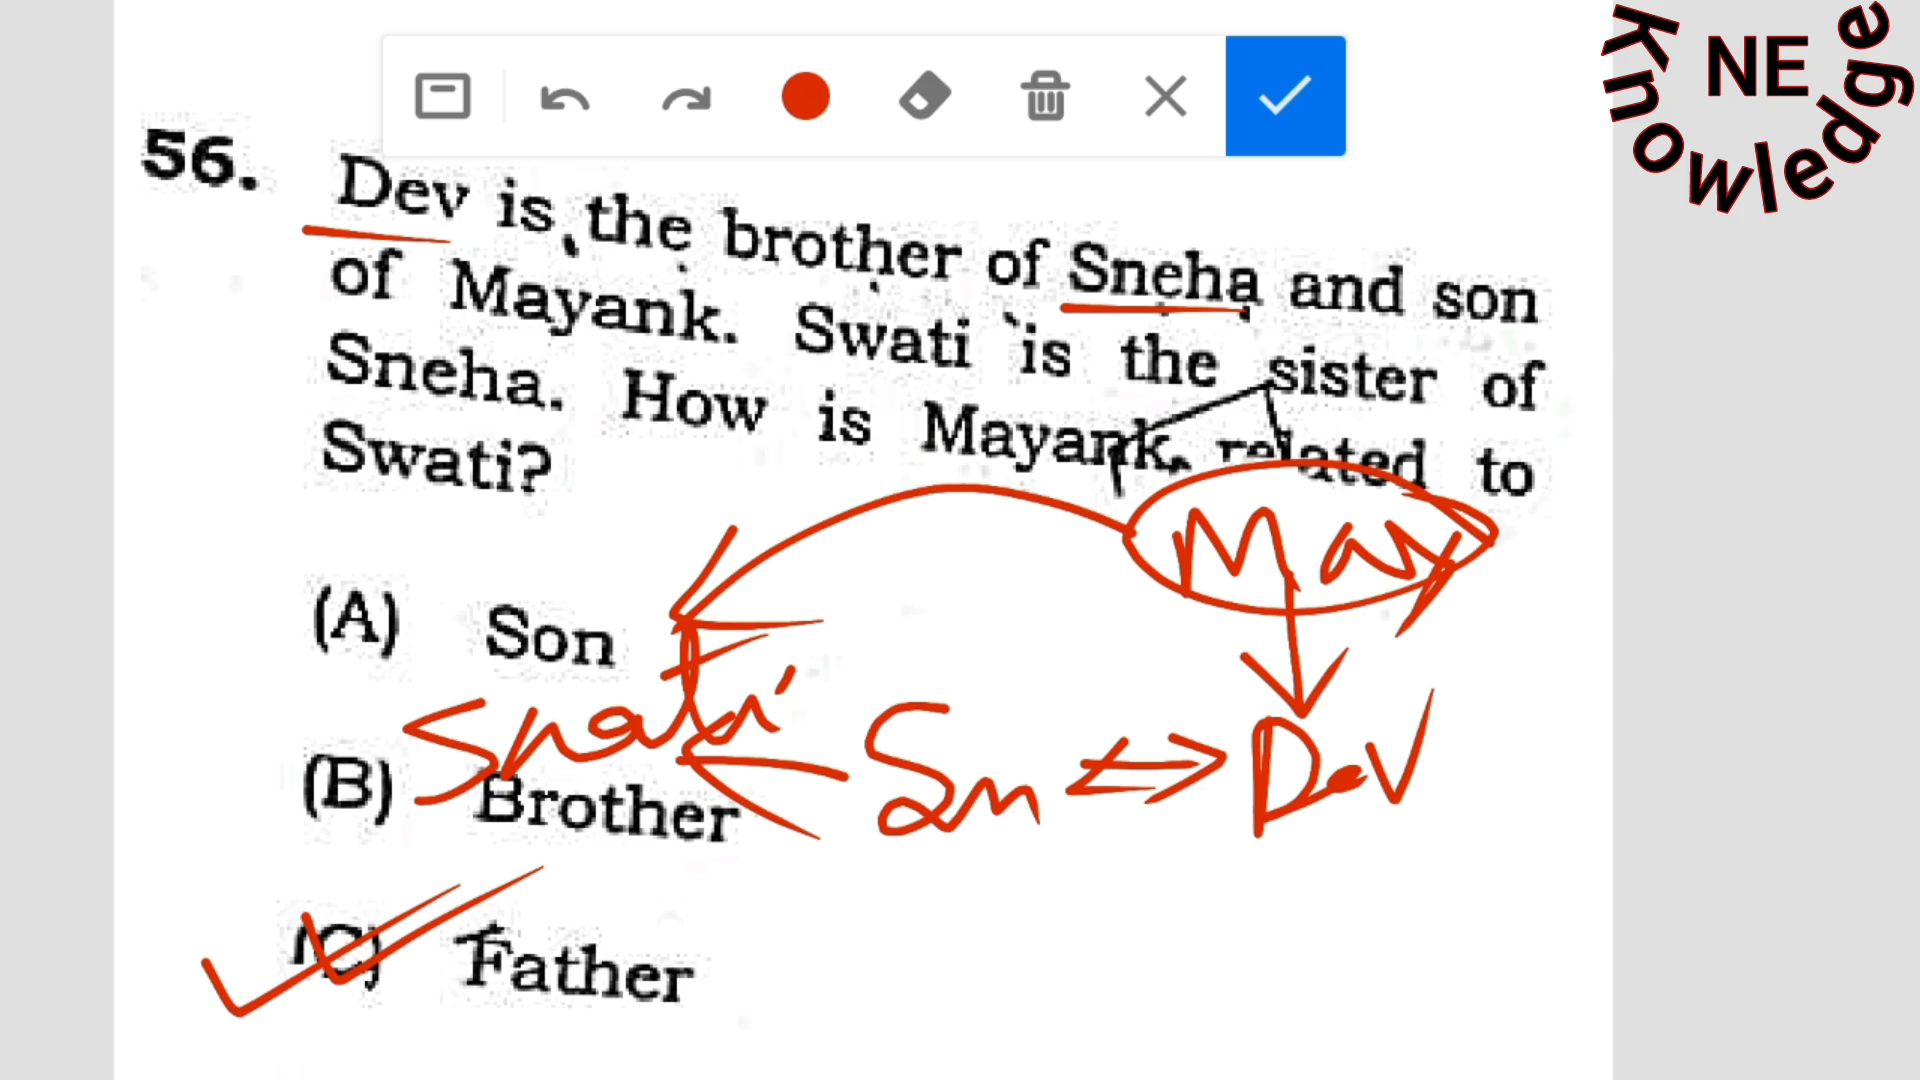 NE
Knowledge
56. Dev is the brother of Sneha and son
of Mayank. Swati is the sister of
Sneha. How is Mayank related to
Swati?
May
(A) Son
Swati
Sn
Dev
(B) Brother
(C) Father